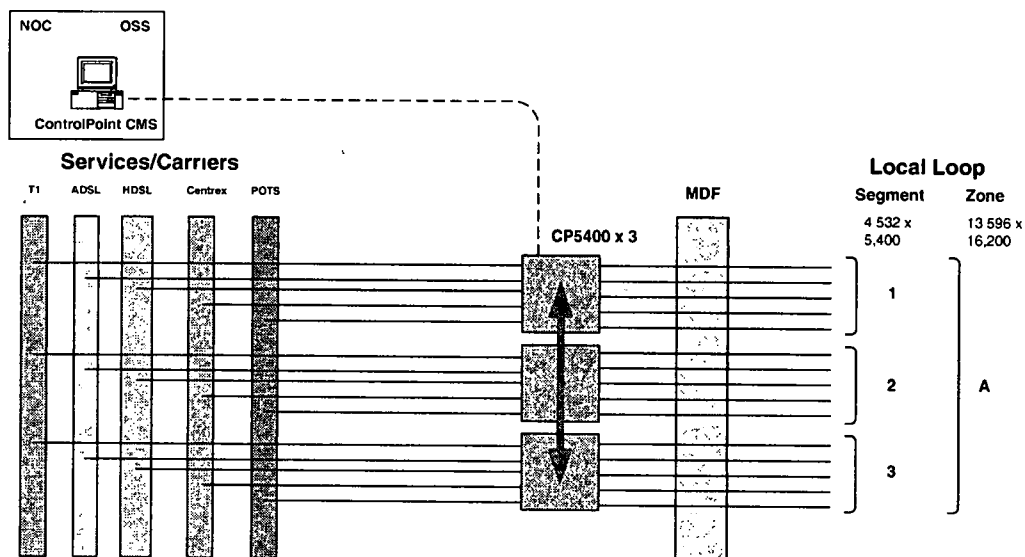 NOC OSS
ControlPoint CMS
Services/Carriers
T1 ADSL HDSL Centrex POTS
CP5400 x 3
MDF
Local Loop
Segment Zone
4 532 x 13 596 x
5,400 16,200
1
2
3
A